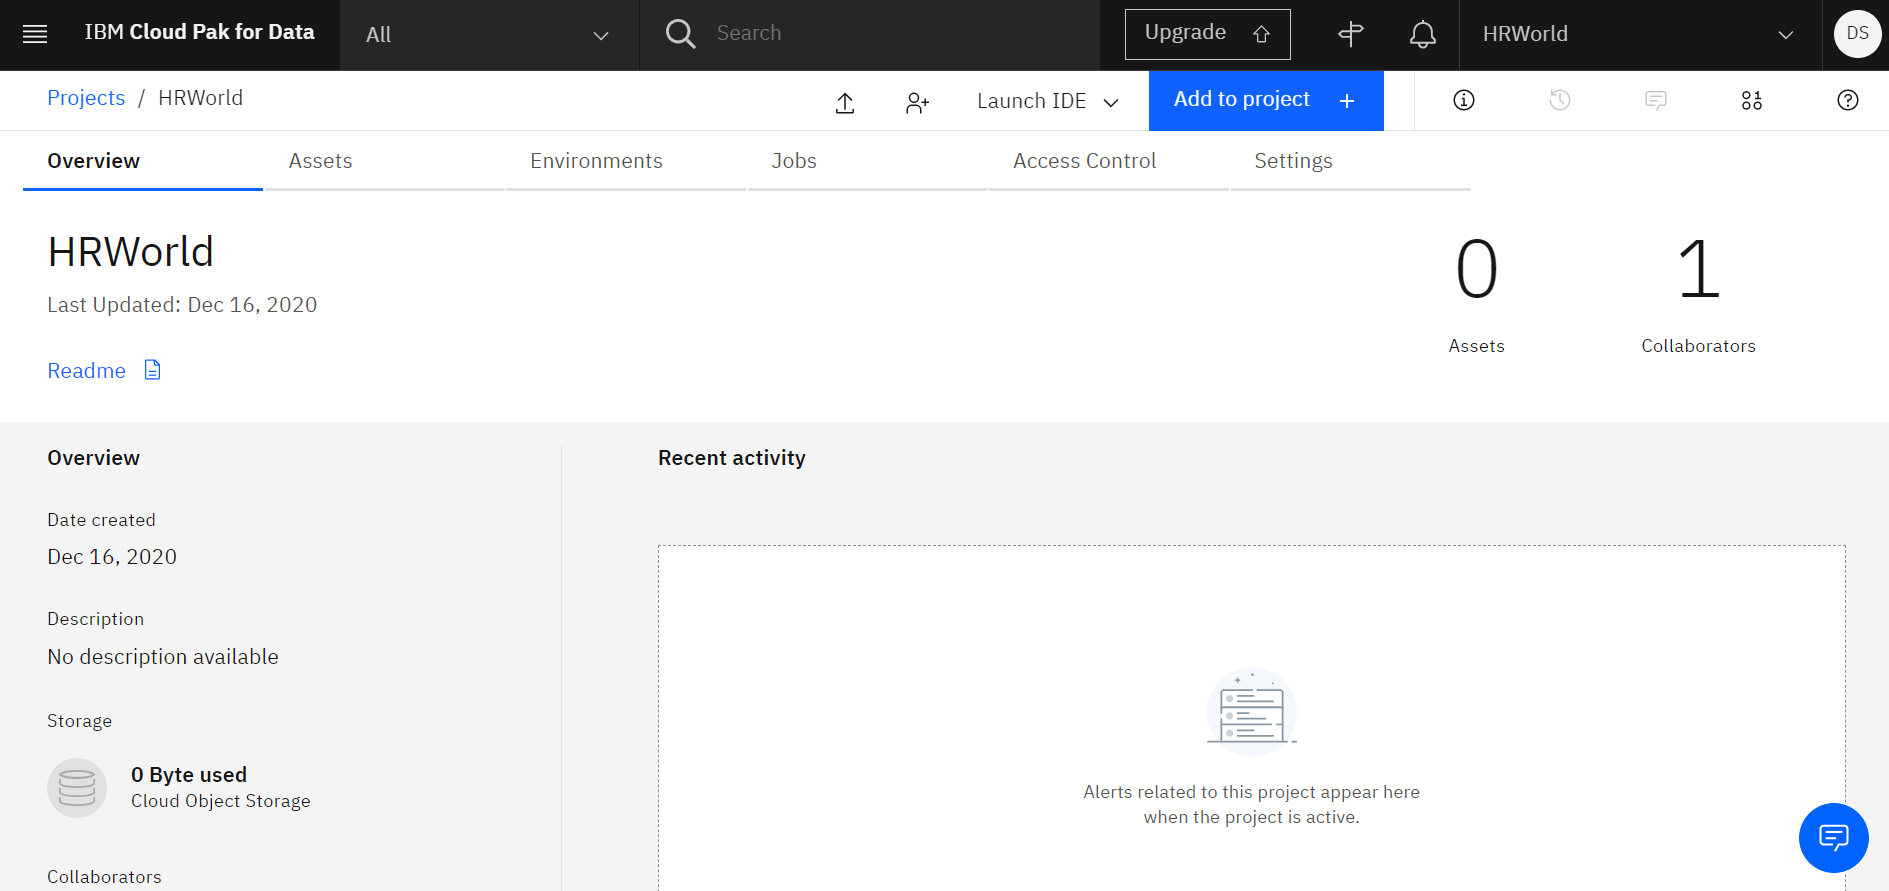 IBM Cloud Pak for Data
All
Search
Upgrade
HRWorld
DS
Projects / HRWorld
Launch IDE
Add to project +
Overview
Assets
Environments
Jobs
Access Control
Settings
HRWorld
Last Updated: Dec 16, 2020
Readme
0
Assets
1
Collaborators
Overview
Date created
Dec 16, 2020
Description
No description available
Storage
0 Byte used
Cloud Object Storage
Collaborators
Recent activity
Alerts related to this project appear here
when the project is active.